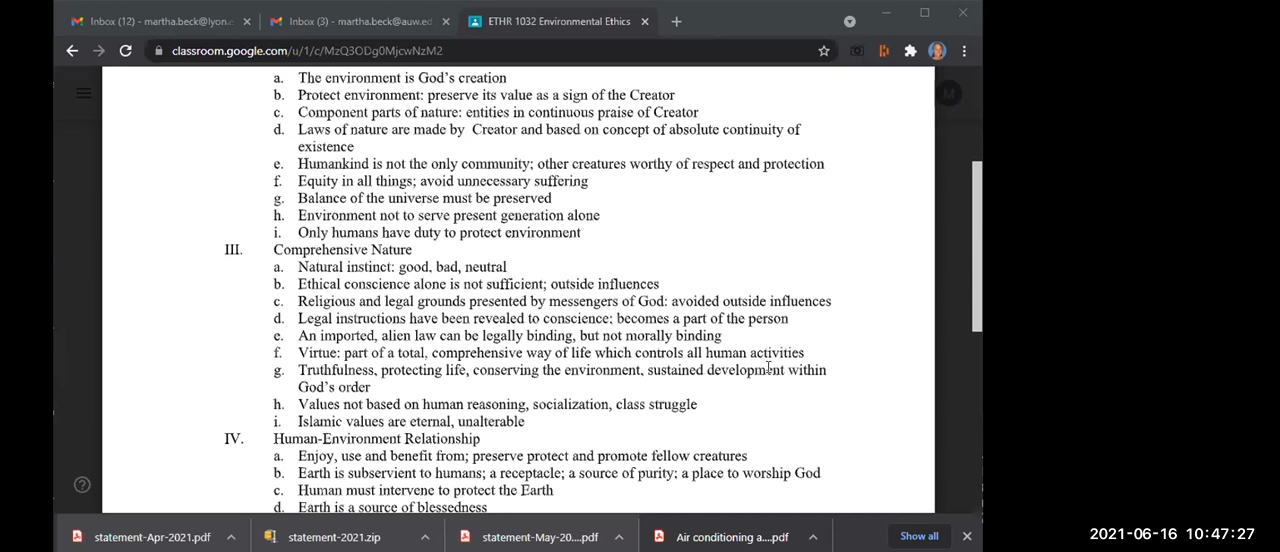 Inbox (12) - martha.beck@lyon.e
Inbox (3) - martha.beck@auw.ed
ETHR 1032 Environmental Ethics
classroom.google.com/u/1/c/MzQ3ODg0MjcwNzM2
a. The environment is God's creation
b. Protect environment: preserve its value as a sign of the Creator
c. Component parts of nature: entities in continuous praise of Creator
d. Laws of nature are made by Creator and based on concept of absolute continuity of
existence
e. Humankind is not the only community; other creatures worthy of respect and protection
f. Equity in all things; avoid unnecessary suffering
g. Balance of the universe must be preserved
h. Environment not to serve present generation alone
i. Only humans have duty to protect environment
III. Comprehensive Nature
a. Natural instinct: good, bad, neutral
b. Ethical conscience alone is not sufficient; outside influences
c. Religious and legal grounds presented by messengers of God: avoided outside influences
d. Legal instructions have been revealed to conscience; becomes a part of the person
e. An imported, alien law can be legally binding, but not morally binding
f. Virtue: part of a total, comprehensive way of life which controls all human activities
g. Truthfulness, protecting life, conserving the environment, sustained development within
God's order
h. Values not based on human reasoning, socialization, class struggle
i. Islamic values are eternal, unalterable
IV. Human-Environment Relationship
a. Enjoy, use and benefit from; preserve protect and promote fellow creatures
b. Earth is subservient to humans; a receptacle; a source of purity; a place to worship God
c. Human must intervene to protect the Earth
d. Earth is a source of blessedness
statement-Apr-2021.pdf
statement-2021.zip
statement-May-20....pdf
Air conditioning a....pdf
Show all
2021-06-16 10:47:27